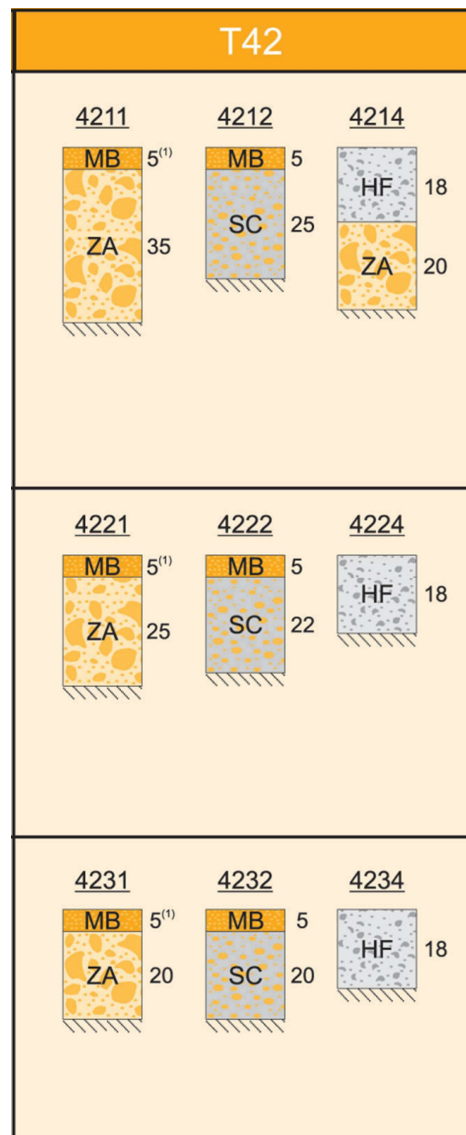 T42
4211 4212 4214
MB 5(1) MB 5 HF 18
ZA 35 SC 25 ZA 20
4221 4222 4224
MB 5(1) MB 5 HF 18
ZA 25 SC 22
4231 4232 4234
MB 5(1) MB 5 HF 18
ZA 20 SC 20